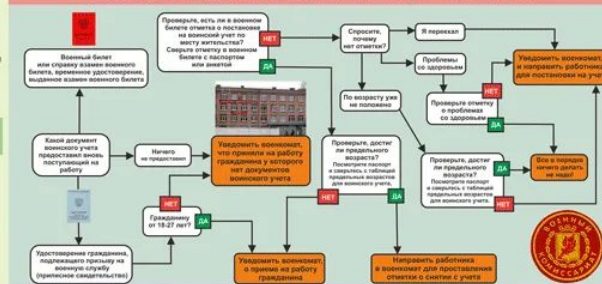 Военный билет
или справку взамен военного
билета, временное удостоверение,
выданное взамен военного билета
Проверьте, есть ли в военном
билете отметка о постановке
на воинский учет по
месту жительства?
Сверьте отметку в военном
билете с паспортом
или анкетой
НЕТ
ДА
Спросите,
почему
нет отметки?
Я переехал
Проблемы
со здоровьем
По возрасту уже
не положено
Уведомить военкомат,
и направить работника
для постановки на уче
НЕТ
Проверьте отметку
о проблемах
со здоровьем
ДА
Какой документ
воинского учета
предоставил вновь
поступающий на
работу
Ничего
не предоставил
Уведомить военкомат,
что приняли на работу
гражданина у которого
нет документов
воинского учета
Проверьте, достиг
ли предельного
возраста?
Посмотрите паспорт
и сверьтесь с таблицей
предельных возрастов
для воинского учета.
НЕТ
ДА
Проверьте, достиг
ли предельного
возраста?
Посмотрите паспорт
и сверьтесь с таблицей
предельных возрастов
для воинского учета.
ДА
НЕТ
Все в порядке
ничего делать
не надо!
НЕТ
Гражданину
от 18-27 лет?
ДА
Удостоверение гражданина,
подлежащего призыву на
военную службу
(приписное свидетельство)
Уведомить военкомат,
о приеме на работу
гражданина
Направить работника
в военкомат для проставления
отметки о снятии с учета
ВОЕННЫЙ
КОМИССАРИАТ